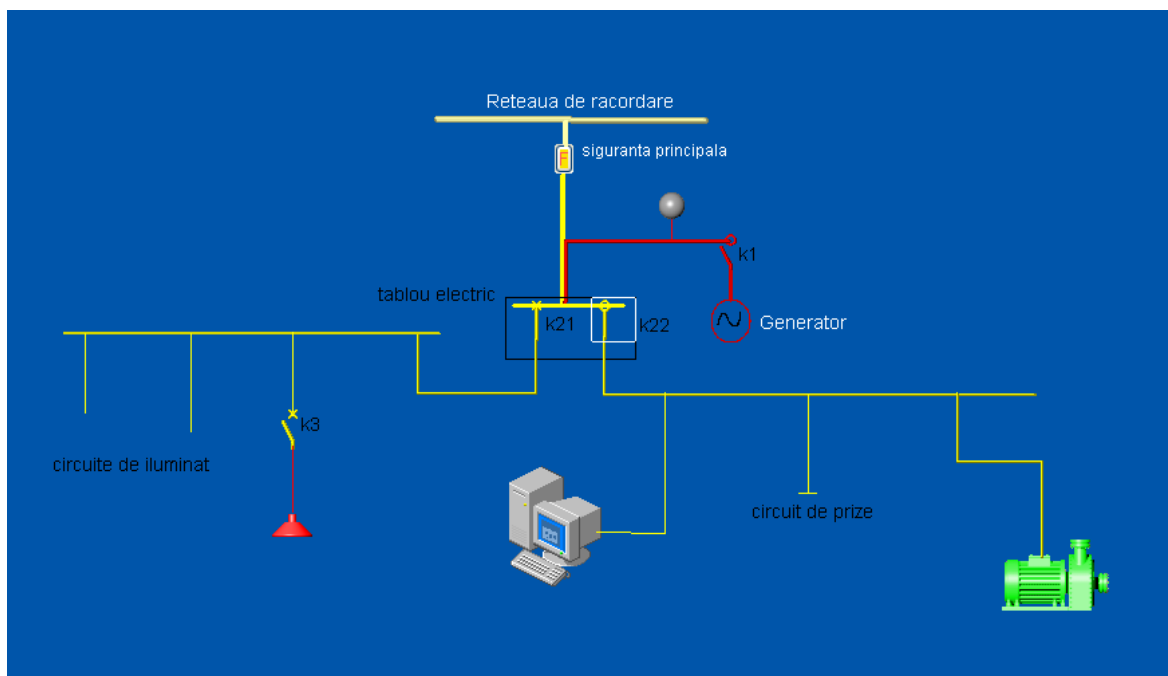 Reteaua de racordare
F
siguranta principala
k1
tablou electric
k21
k22
Generator
k3
circuite de iluminat
circuit de prize